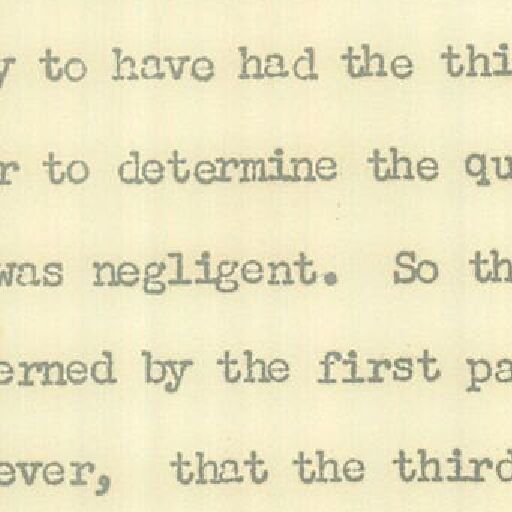 y to have had the thi
r to determine the qu
was negligent.  So th
erned by the first pa
ever,  that the third